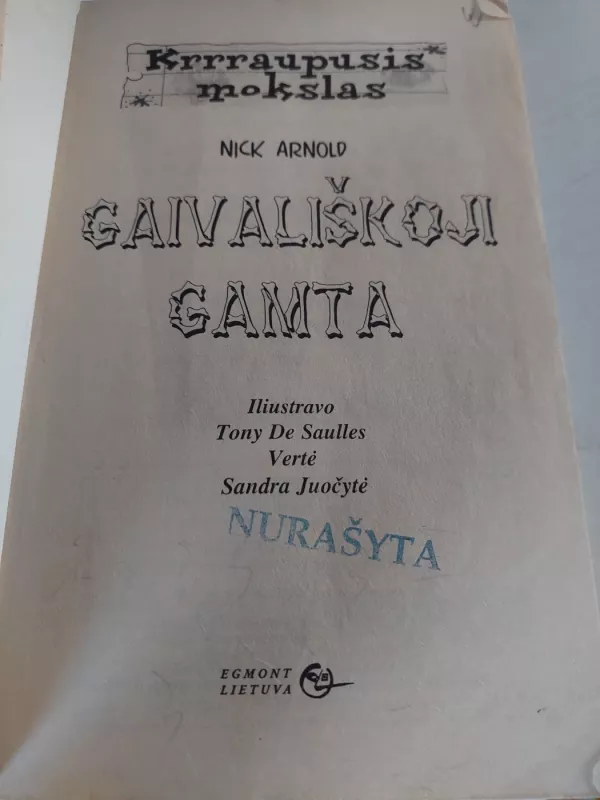 Krrraupusis
mokslas
NICK ARNOLD
GAIVALIŠKOJI
GAMTA
Iliustravo
Tony De Saulles
Vertė
Sandra Juočytė
NURAŠYTA
EGMONT
LIETUVA